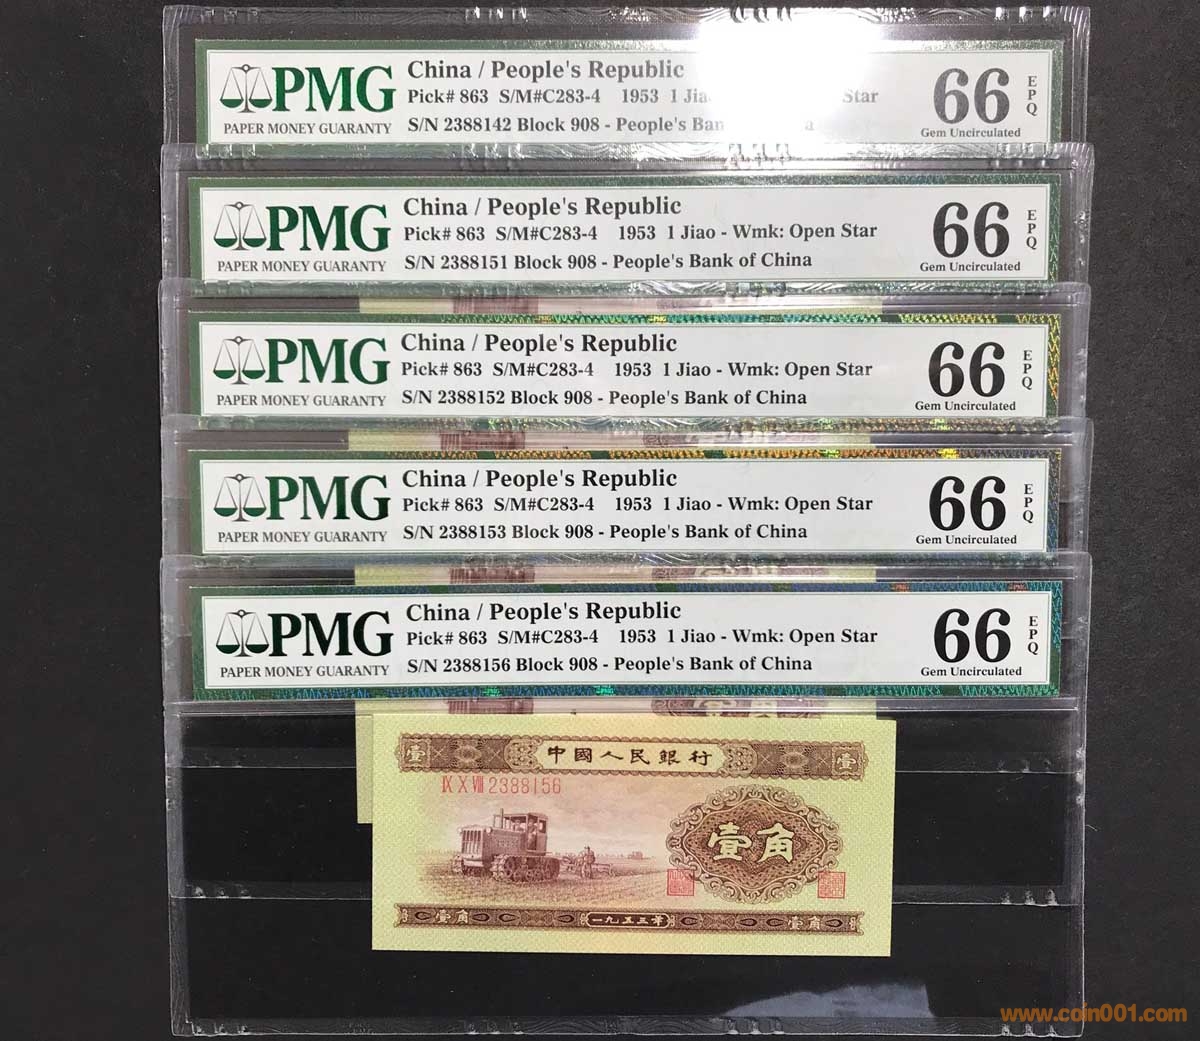 PMG
PAPER MONEY GUARANTY
China / People's Republic
Pick# 863 S/M#C283-4 1953 1 Star
S/N 2388142 Block 908 - People's
66
EPQ
Gem Uncirculated
PMG
PAPER MONEY GUARANTY
China / People's Republic
Pick# 863 S/M#C283-4 1953 1 Jiao - Wmk: Open Star
S/N 2388151 Block 908 - People's Bank of China
66
EPQ
Gem Uncirculated
PMG
PAPER MONEY GUARANTY
China / People's Republic
Pick# 863 S/M#C283-4 1953 1 Jiao - Wmk: Open Star
S/N 2388152 Block 908 - People's Bank of China
66
EPQ
Gem Uncirculated
PMG
PAPER MONEY GUARANTY
China / People's Republic
Pick# 863 S/M#C283-4 1953 1 Jiao - Wmk: Open Star
S/N 2388153 Block 908 - People's Bank of China
66
EPQ
Gem Uncirculated
PMG
PAPER MONEY GUARANTY
China / People's Republic
Pick# 863 S/M#C283-4 1953 1 Jiao - Wmk: Open Star
S/N 2388156 Block 908 - People's Bank of China
66
EPQ
Gem Uncirculated
壹 中國人民銀行 壹
IX X VIII 2388156
壹角
壹角 一九五三年 壹角
www.coin001.com